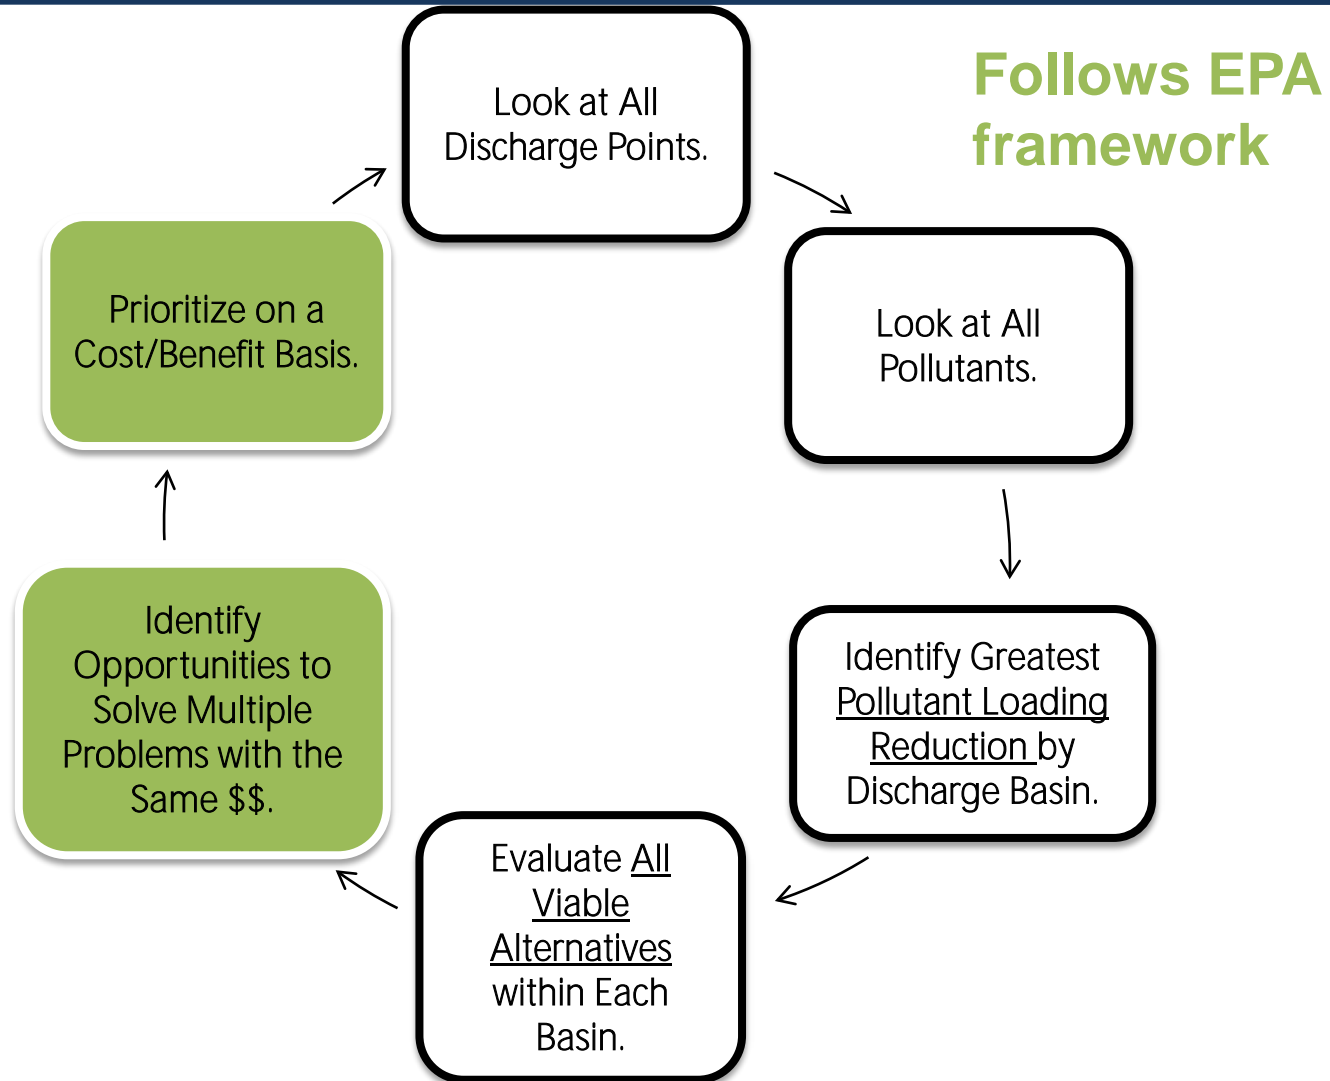 Follows EPA
framework
Look at All
Discharge Points.
Look at All
Pollutants.
Identify Greatest
Pollutant Loading
Reduction by
Discharge Basin.
Evaluate All
Viable
Alternatives
within Each
Basin.
Identify
Opportunities to
Solve Multiple
Problems with the
Same $$.
Prioritize on a
Cost/Benefit Basis.